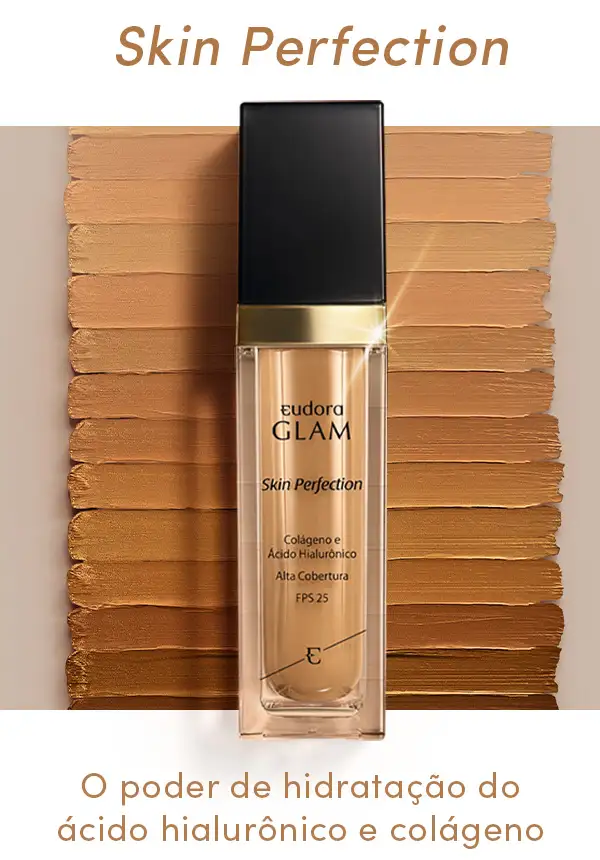 Skin Perfection
Eudora
GLAM
Skin Perfection
Colágeno e
Ácido Hialurônico
Alta Cobertura
FPS 25
E
O poder de hidratação do
ácido hialurônico e colágeno